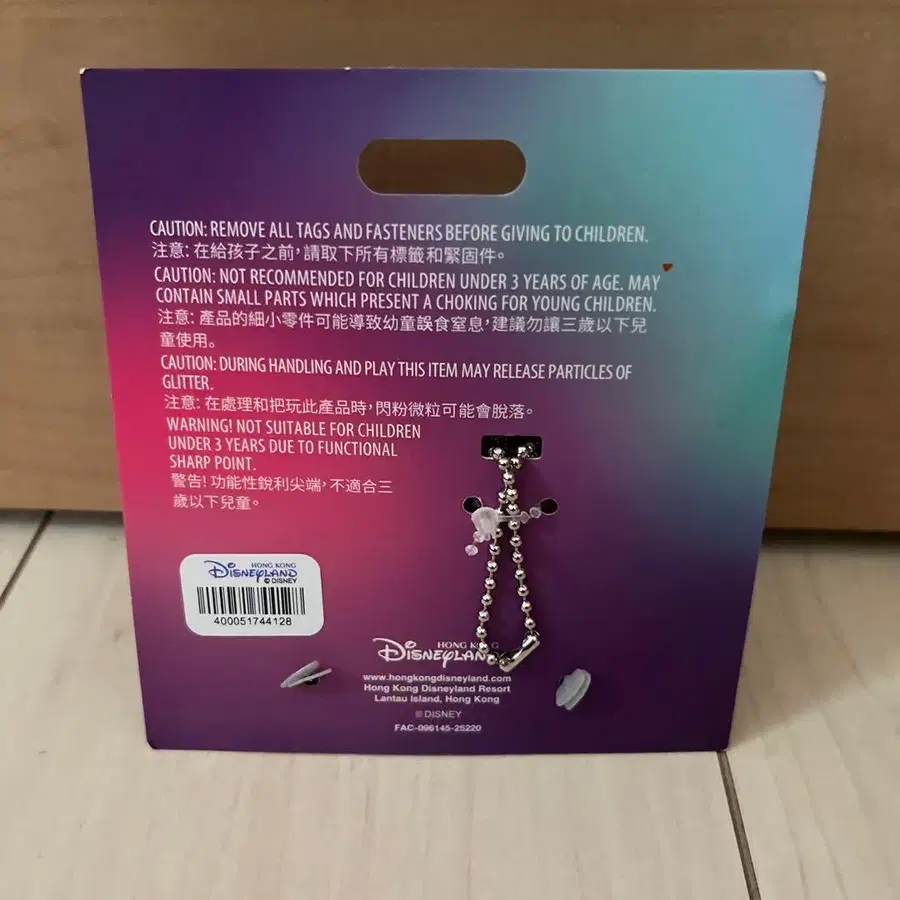 CAUTION: REMOVE ALL TAGS AND FASTENERS BEFORE GIVING TO CHILDREN.
注意: 在給孩子之前, 請取下所有標籤和緊固件。
CAUTION: NOT RECOMMENDED FOR CHILDREN UNDER 3 YEARS OF AGE. MAY
CONTAIN SMALL PARTS WHICH PRESENT A CHOKING FOR YOUNG CHILDREN.
注意: 產品的細小零件可能導致幼童誤食窒息, 建議勿讓三歲以下兒
童使用。
CAUTION: DURING HANDLING AND PLAY THIS ITEM MAY RELEASE PARTICLES OF
GLITTER.
注意: 在處理和把玩此產品時, 閃粉微粒可能會脫落。
WARNING! NOT SUITABLE FOR CHILDREN
UNDER 3 YEARS DUE TO FUNCTIONAL
SHARP POINT.
警告! 功能性銳利尖端, 不適合三
歲以下兒童。
HONG KONG
DISNEYLAND
© DISNEY
400051744128
HONG KONG
DISNEYLAN
www.hongkongdisneyland.com
Hong Kong Disneyland Resort
Lantau Island, Hong Kong
© DISNEY
FAC-096145-25220